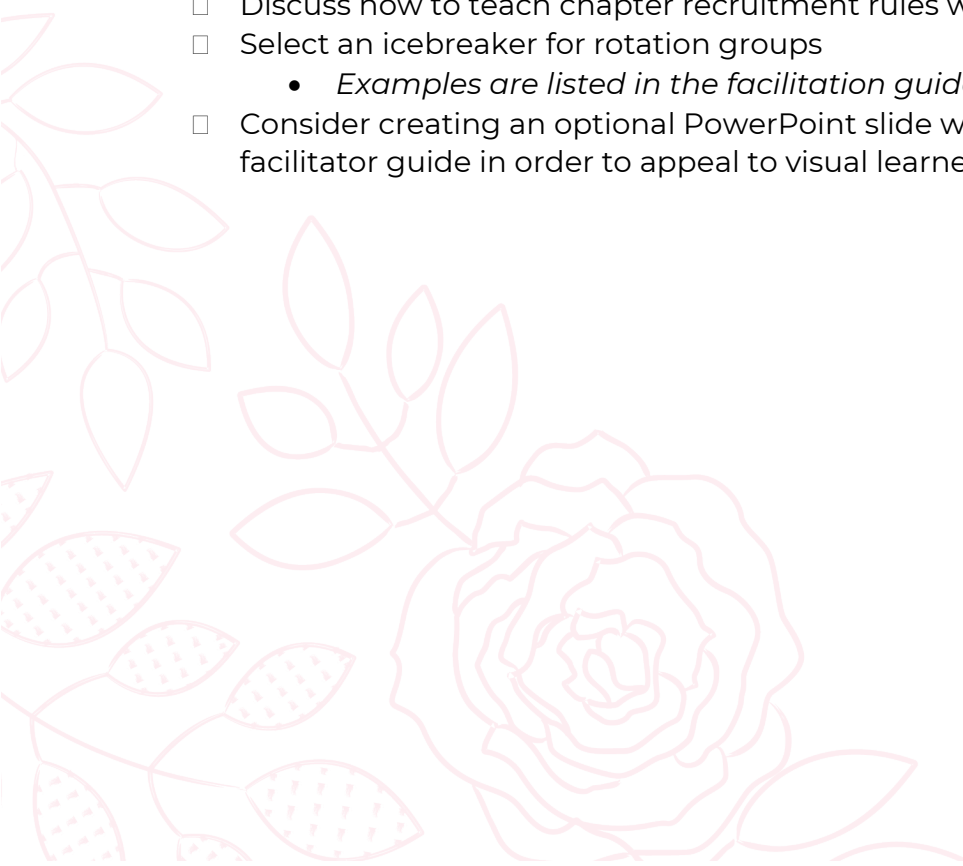 Discuss how to teach chapter recruitment rules w
Select an icebreaker for rotation groups
Examples are listed in the facilitation guid
Consider creating an optional PowerPoint slide w
facilitator guide in order to appeal to visual learne